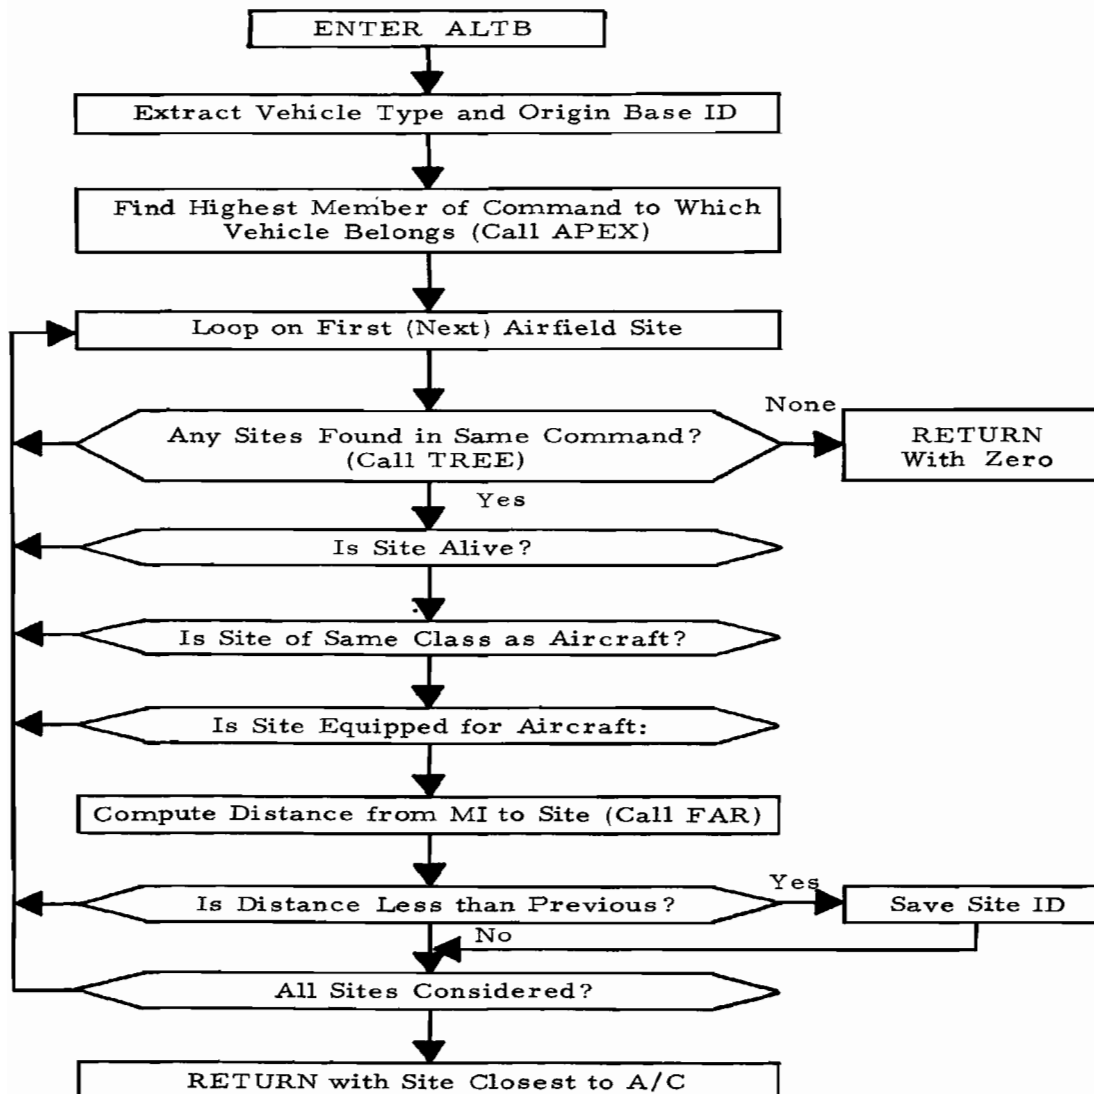 ENTER ALTB
Extract Vehicle Type and Origin Base ID
Find Highest Member of Command to Which
Vehicle Belongs (Call APEX)
Loop on First (Next) Airfield Site
None
Any Sites Found in Same Command?
(Call TREE)
RETURN
With Zero
Yes
Is Site Alive?
Is Site of Same Class as Aircraft?
Is Site Equipped for Aircraft:
Compute Distance from MI to Site (Call FAR)
Yes
Is Distance Less than Previous?
Save Site ID
No
All Sites Considered?
RETURN with Site Closest to A/C